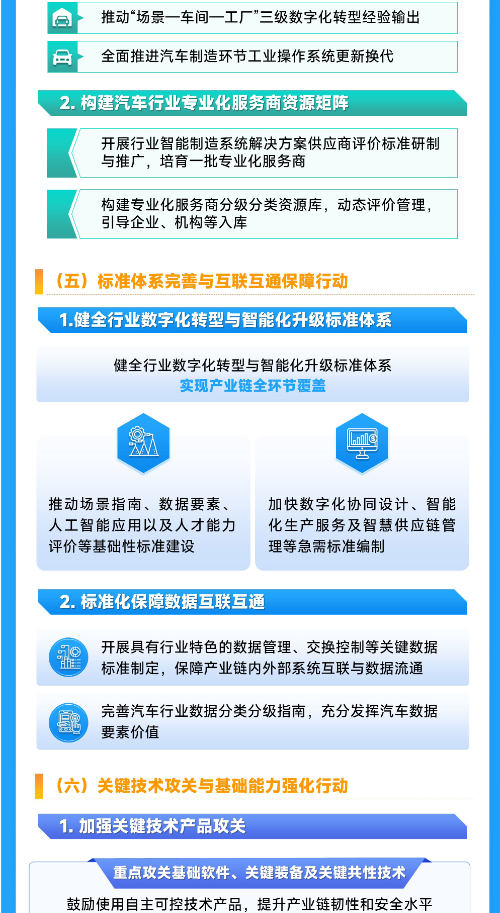 推动“场景—车间—工厂”三级数字化转型经验输出
全面推进汽车制造环节工业操作系统更新换代
2. 构建汽车行业专业化服务商资源矩阵
开展行业智能制造系统解决方案供应商评价标准研制
与推广，培育一批专业化服务商
构建专业化服务商分级分类资源库，动态评价管理，
引导企业、机构等入库
（五）标准体系完善与互联互通保障行动
1.健全行业数字化转型与智能化升级标准体系
健全行业数字化转型与智能化升级标准体系
实现产业链全环节覆盖
推动场景指南、数据要素、
人工智能应用以及人才能力
评价等基础性标准建设
加快数字化协同设计、智能
化生产服务及智慧供应链管
理等急需标准编制
2. 标准化保障数据互联互通
开展具有行业特色的数据管理、交换控制等关键数据
标准制定，保障产业链内外部系统互联与数据流通
完善汽车行业数据分类分级指南，充分发挥汽车数据
要素价值
（六）关键技术攻关与基础能力强化行动
1. 加强关键技术产品攻关
重点攻关基础软件、关键装备及关键共性技术
鼓励使用自主可控技术产品，提升产业链韧性和安全水平